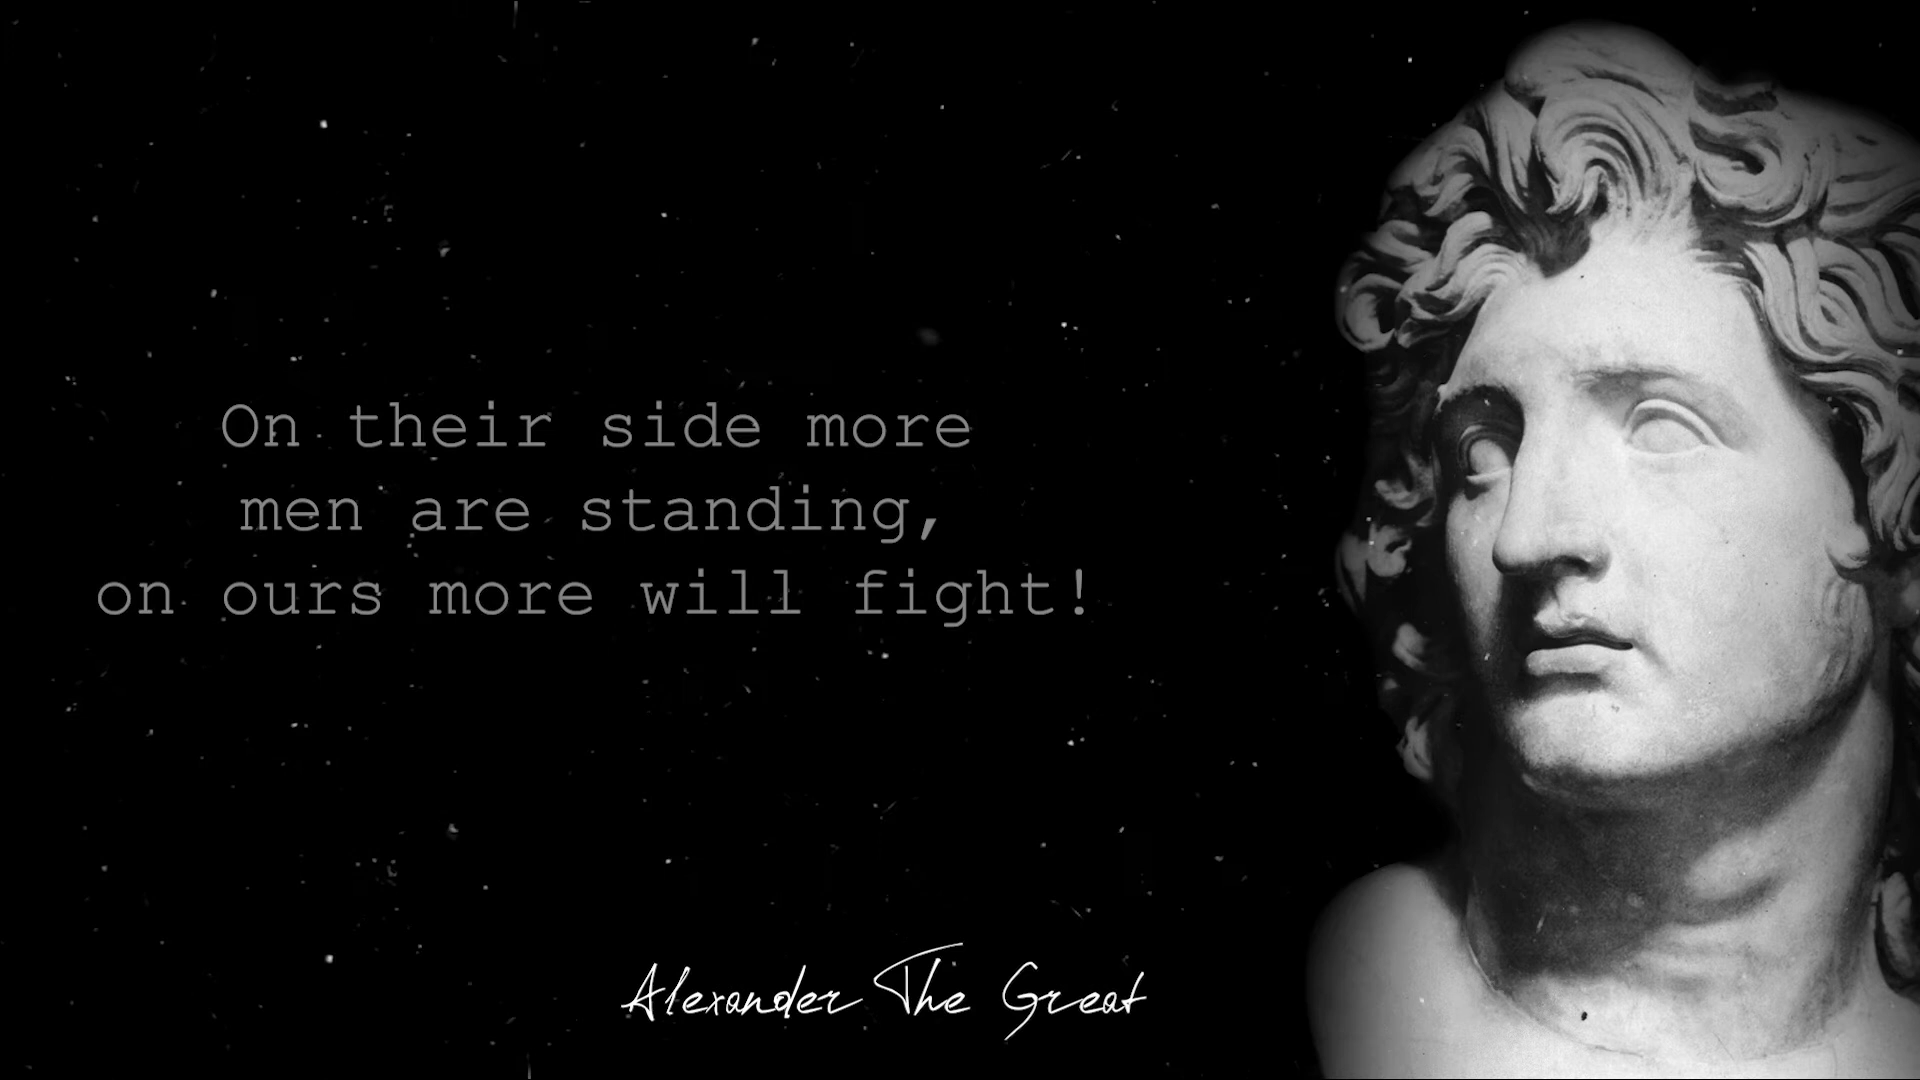 On their side more
men are standing,
on ours more will fight!
Alexander The Great